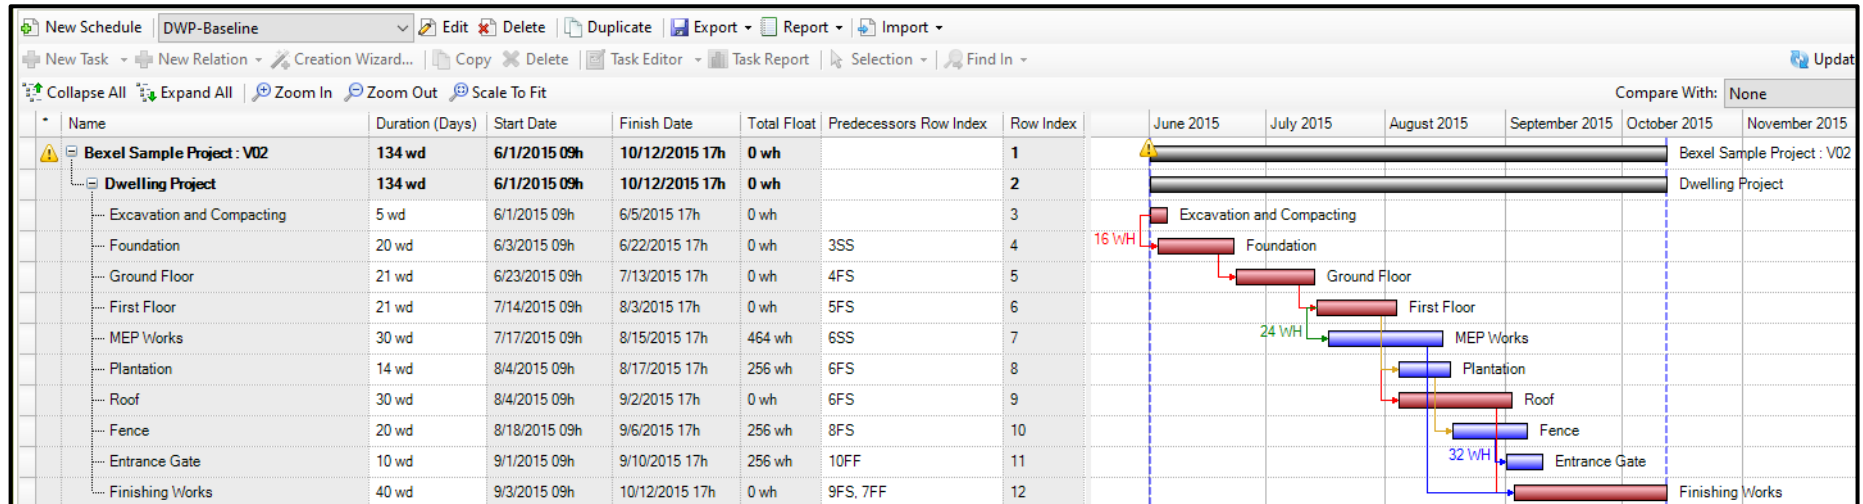 New Schedule DWP-Baseline Edit Delete Duplicate Export Report Import
New Task New Relation Creation Wizard... Copy Delete Task Editor Task Report Selection Find In Updat
Collapse All Expand All Zoom In Zoom Out Scale To Fit Compare With: None
* Name Duration (Days) Start Date Finish Date Total Float Predecessors Row Index Row Index June 2015 July 2015 August 2015 September 2015 October 2015 November 2015
Bexel Sample Project : V02 134 wd 6/1/2015 09h 10/12/2015 17h 0 wh 1 Bexel Sample Project : V02
Dwelling Project 134 wd 6/1/2015 09h 10/12/2015 17h 0 wh 2 Dwelling Project
Excavation and Compacting 5 wd 6/1/2015 09h 6/5/2015 17h 0 wh 3 Excavation and Compacting
Foundation 20 wd 6/3/2015 09h 6/22/2015 17h 0 wh 3SS 4 16 WH Foundation
Ground Floor 21 wd 6/23/2015 09h 7/13/2015 17h 0 wh 4FS 5 Ground Floor
First Floor 21 wd 7/14/2015 09h 8/3/2015 17h 0 wh 5FS 6 First Floor
MEP Works 30 wd 7/17/2015 09h 8/15/2015 17h 464 wh 6SS 7 24 WH MEP Works
Plantation 14 wd 8/4/2015 09h 8/17/2015 17h 256 wh 6FS 8 Plantation
Roof 30 wd 8/4/2015 09h 9/2/2015 17h 0 wh 6FS 9 Roof
Fence 20 wd 8/18/2015 09h 9/6/2015 17h 256 wh 8FS 10 Fence
Entrance Gate 10 wd 9/1/2015 09h 9/10/2015 17h 256 wh 10FF 11 32 WH Entrance Gate
Finishing Works 40 wd 9/3/2015 09h 10/12/2015 17h 0 wh 9FS, 7FF 12 Finishing Works